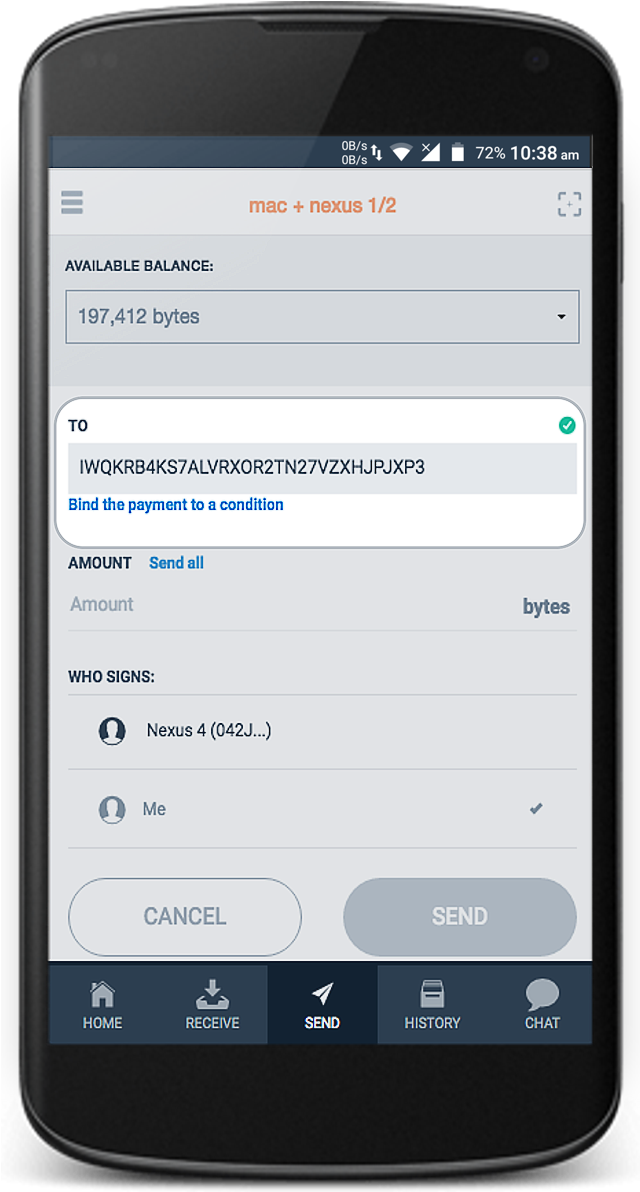 0B/s
0B/s
72% 10:38 am
mac + nexus 1/2
AVAILABLE BALANCE:
197,412 bytes
TO
IWQKRB4KS7ALVRXOR2TN27VZXHJPJXP3
Bind the payment to a condition
AMOUNT Send all
Amount bytes
WHO SIGNS:
Nexus 4 (042J...)
Me
CANCEL SEND
HOME RECEIVE SEND HISTORY CHAT